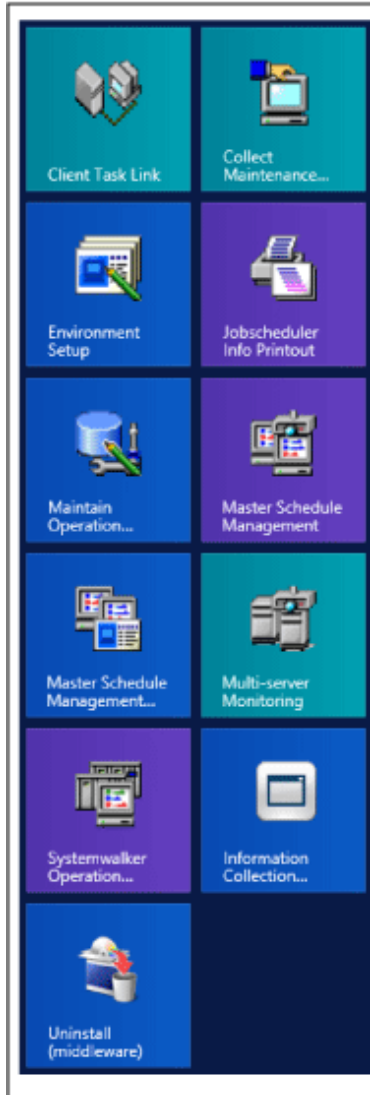 Client Task Link
Collect
Maintenance...
Environment
Setup
Jobscheduler
Info Printout
Maintain
Operation...
Master Schedule
Management
Master Schedule
Management...
Multi-server
Monitoring
Systemwalker
Operation...
Information
Collection...
Uninstall
(middleware)